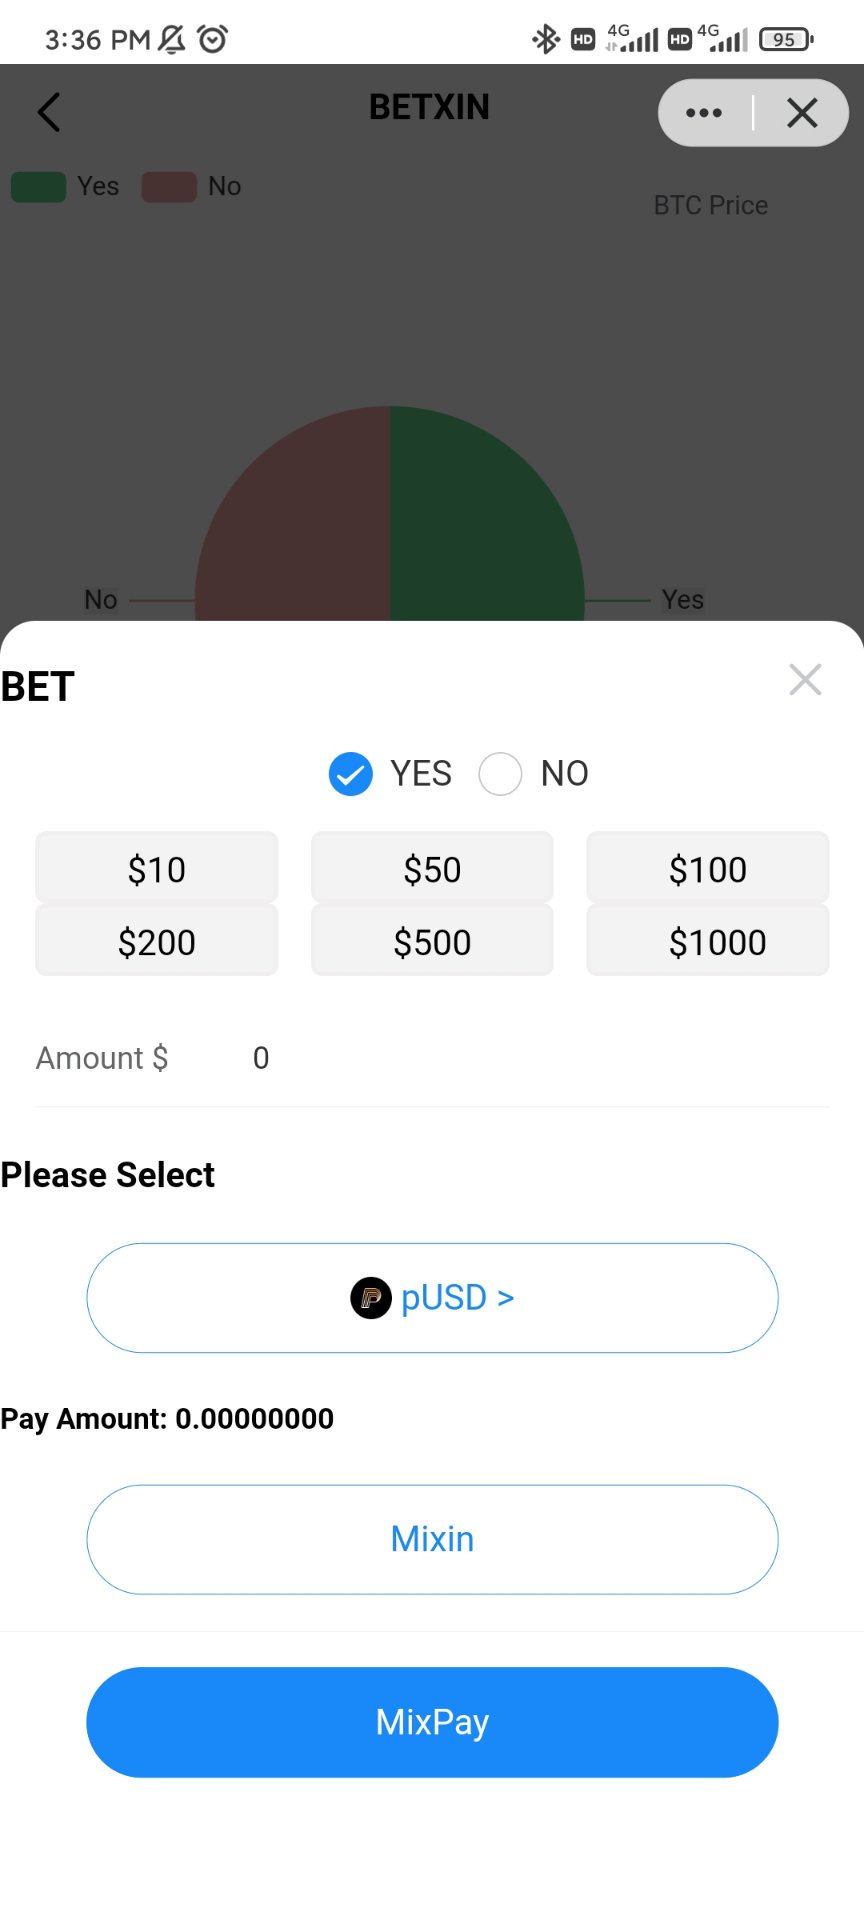 3:36 PM HD 4G HD 4G 95
BETXIN
Yes No
BTC Price
No Yes
BET
YES NO
$10 $50 $100
$200 $500 $1000
Amount $ 0
Please Select
pUSD >
Pay Amount: 0.00000000
Mixin
MixPay